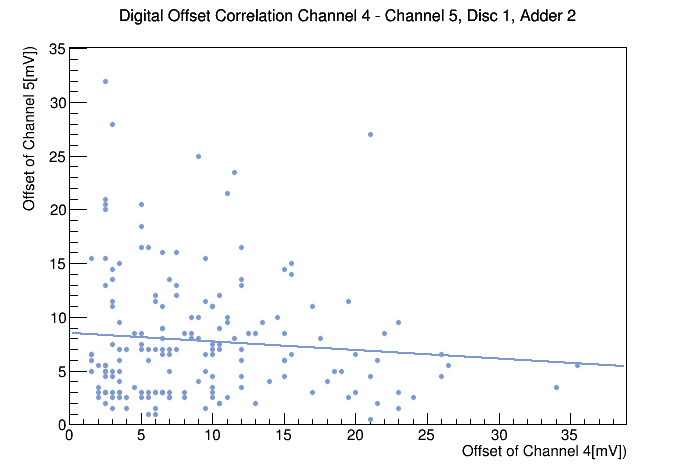 Digital Offset Correlation Channel 4 - Channel 5, Disc 1, Adder 2
Offset of Channel 5[mV])
35
30
25
20
15
10
5
0
0 5 10 15 20 25 30 35
Offset of Channel 4[mV])